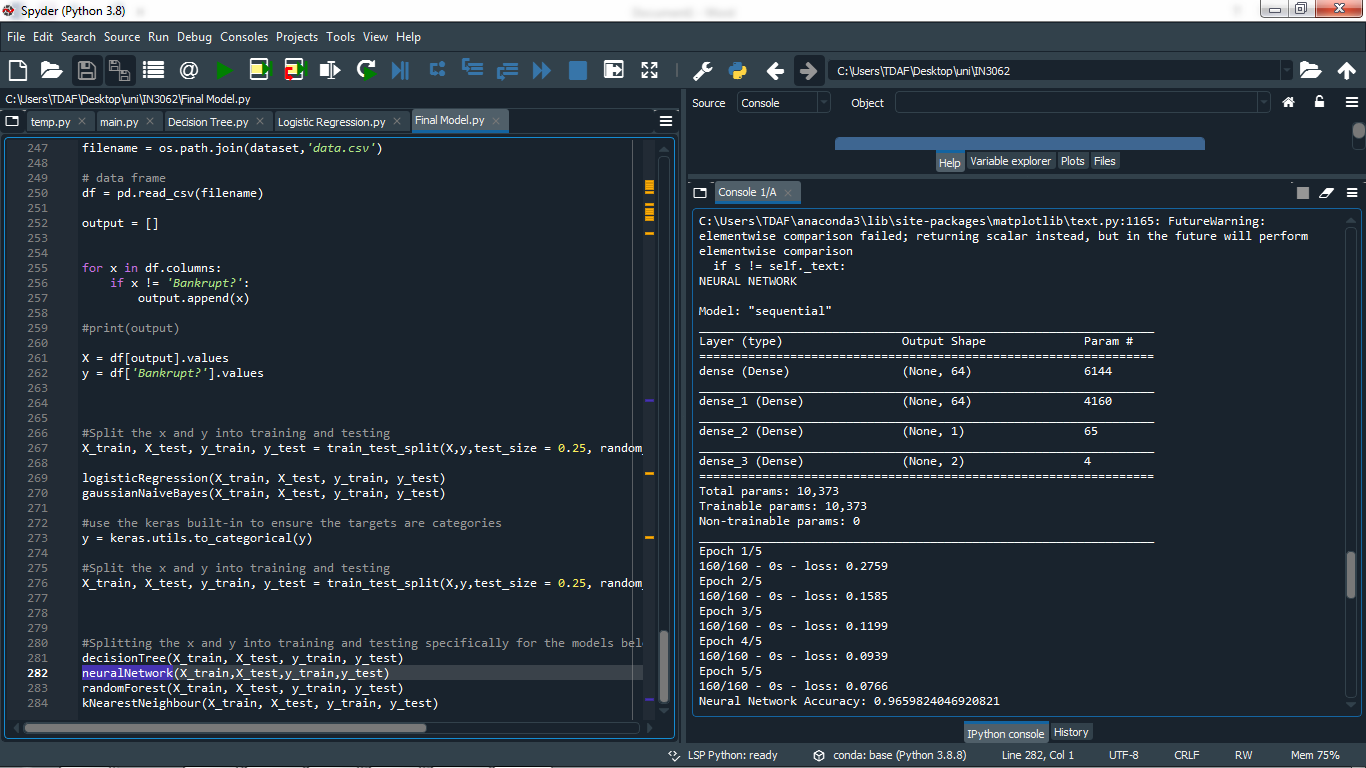 Spyder (Python 3.8)
File Edit Search Source Run Debug Consoles Projects Tools View Help
C:\Users\TDAF\Desktop\uni\IN3062
C:\Users\TDAF\Desktop\uni\IN3062\Final Model.py
temp.py main.py Decision Tree.py Logistic Regression.py Final Model.py
247 filename = os.path.join(dataset,'data.csv')
248
249 # data frame
250 df = pd.read_csv(filename)
251
252 output = []
253
254
255 for x in df.columns:
256     if x != 'Bankrupt?':
257         output.append(x)
258
259 #print(output)
260
261 X = df[output].values
262 y = df['Bankrupt?'].values
263
264
265
266 #Split the x and y into training and testing
267 X_train, X_test, y_train, y_test = train_test_split(X,y,test_size = 0.25, random
268
269 logisticRegression(X_train, X_test, y_train, y_test)
270 gaussianNaiveBayes(X_train, X_test, y_train, y_test)
271
272 #use the keras built-in to ensure the targets are categories
273 y = keras.utils.to_categorical(y)
274
275 #Split the x and y into training and testing
276 X_train, X_test, y_train, y_test = train_test_split(X,y,test_size = 0.25, random
277
278
279
280 #Splitting the x and y into training and testing specifically for the models bel
281 decisionTree(X_train, X_test, y_train, y_test)
282 neuralNetwork(X_train,X_test,y_train,y_test)
283 randomForest(X_train, X_test, y_train, y_test)
284 kNearestNeighbour(X_train, X_test, y_train, y_test)
Source Console Object
Help Variable explorer Plots Files
Console 1/A
C:\Users\TDAF\anaconda3\lib\site-packages\matplotlib\text.py:1165: FutureWarning:
elementwise comparison failed; returning scalar instead, but in the future will perform
elementwise comparison
  if s != self._text:
NEURAL NETWORK
Model: "sequential"
Layer (type) Output Shape Param #
dense (Dense) (None, 64) 6144
dense_1 (Dense) (None, 64) 4160
dense_2 (Dense) (None, 1) 65
dense_3 (Dense) (None, 2) 4
Total params: 10,373
Trainable params: 10,373
Non-trainable params: 0
Epoch 1/5
160/160 - 0s - loss: 0.2759
Epoch 2/5
160/160 - 0s - loss: 0.1585
Epoch 3/5
160/160 - 0s - loss: 0.1199
Epoch 4/5
160/160 - 0s - loss: 0.0939
Epoch 5/5
160/160 - 0s - loss: 0.0766
Neural Network Accuracy: 0.9659824046920821
IPython console History
LSP Python: ready conda: base (Python 3.8.8) Line 282, Col 1 UTF-8 CRLF RW Mem 75%